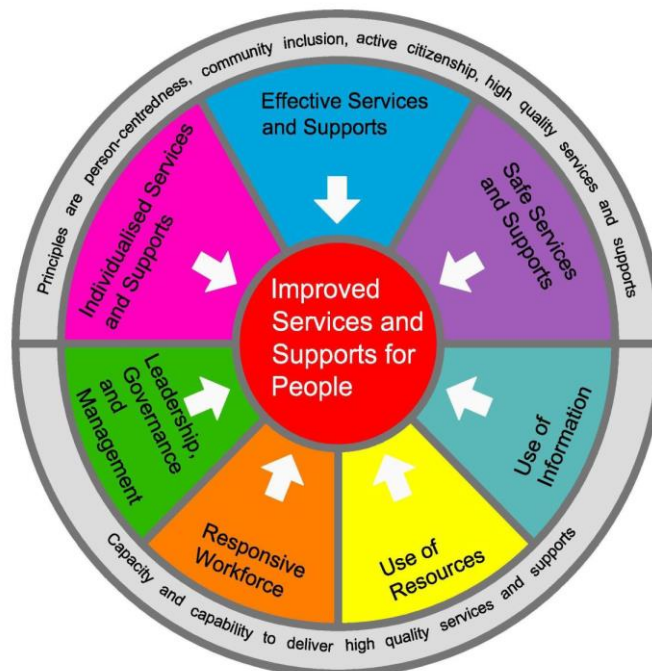 Principles are person-centredness, community inclusion, active citizenship, high quality services and supports
Effective Services
and Supports
Individualised Services
and Supports
Safe Services
and Supports
Improved
Services and
Supports for
People
Leadership,
Governance
and
Management
Use of
Information
Responsive
Workforce
Use of
Resources
Capacity and capability to deliver high quality services and supports